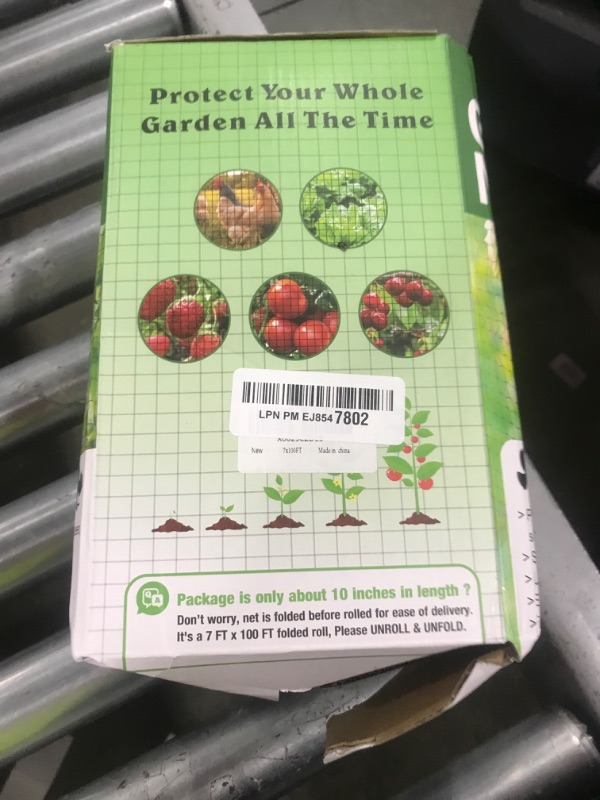 Protect Your Whole
Garden All The Time
LPN PM EJ8547802
New 7x100FT Made in china
Package is only about 10 inches in length ?
Don't worry, net is folded before rolled for ease of delivery.
It's a 7 FT x 100 FT folded roll, Please UNROLL & UNFOLD.